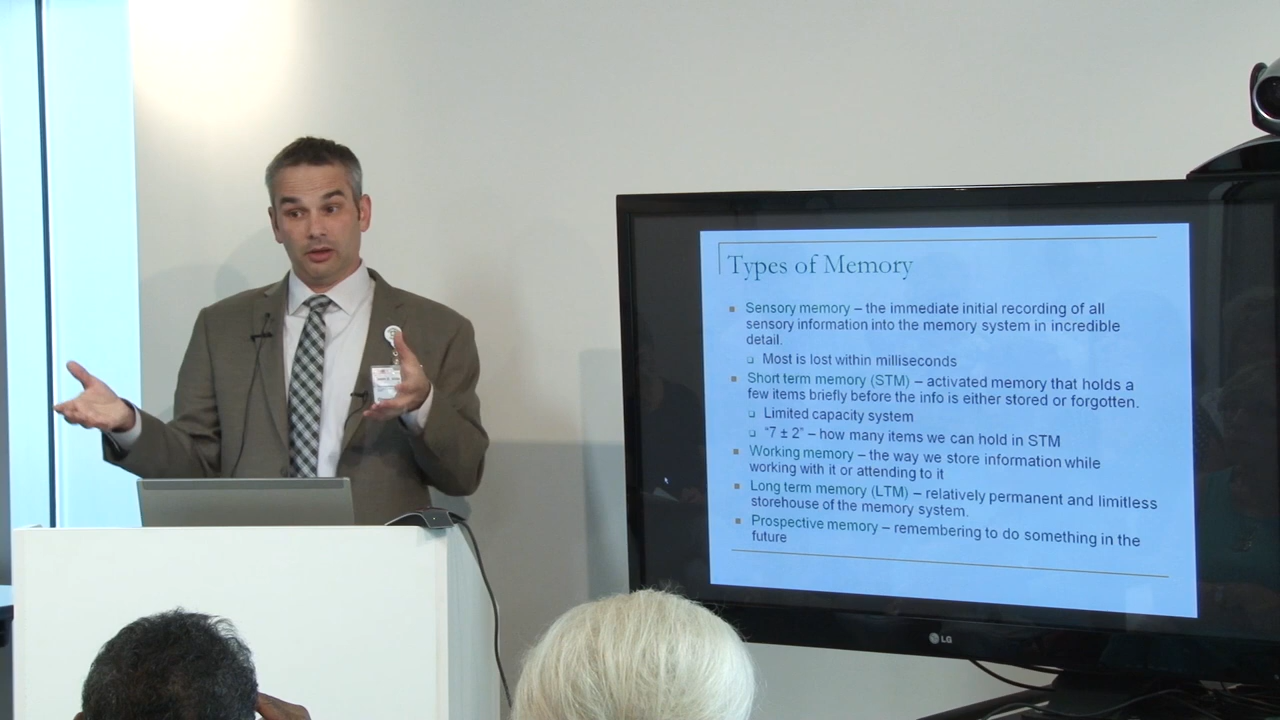 Types of Memory
Sensory memory – the immediate initial recording of all
sensory information into the memory system in incredible
detail.
Most is lost within milliseconds
Short term memory (STM) – activated memory that holds a
few items briefly before the info is either stored or forgotten.
Limited capacity system
“7 ± 2” – how many items we can hold in STM
Working memory – the way we store information while
working with it or attending to it
Long term memory (LTM) – relatively permanent and limitless
storehouse of the memory system.
Prospective memory – remembering to do something in the
future
LG